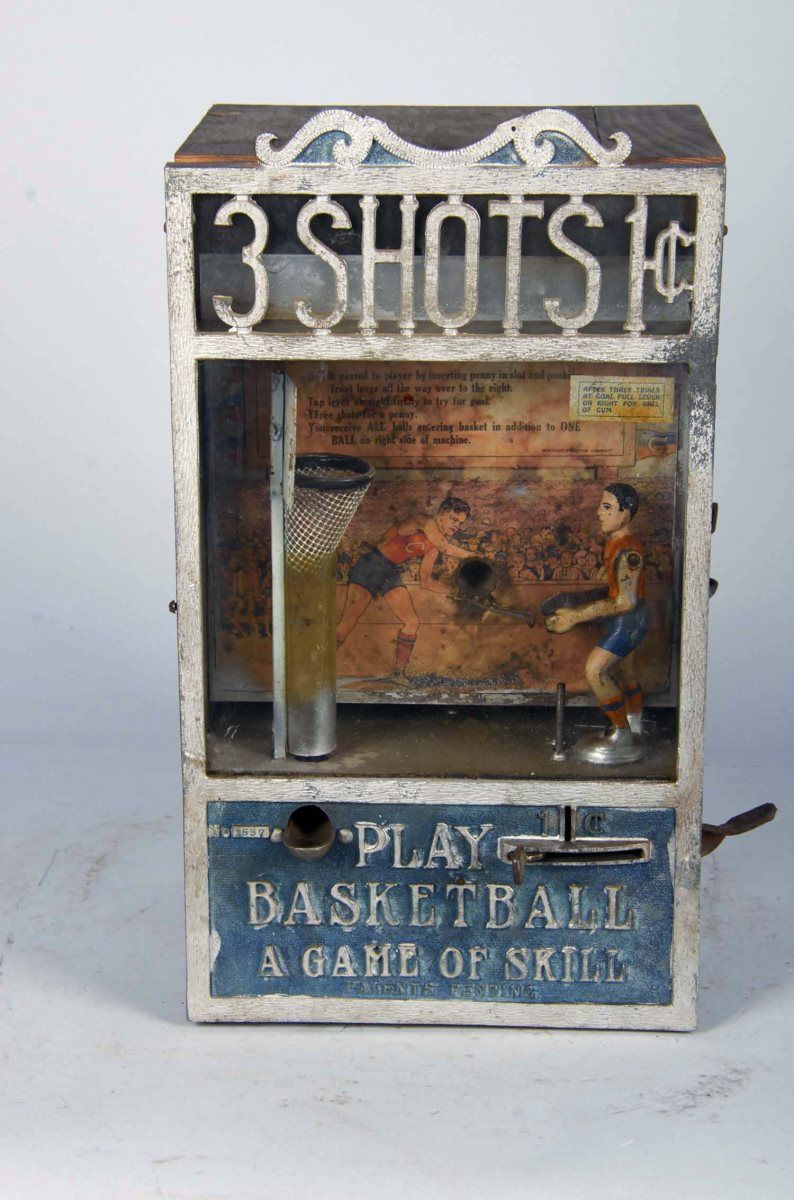 3 SHOTS 1¢
passed to player by inserting penny in slot and
front lever all the way over to the right.
Tap lever on right firmly to try for goal.
Three shots for a penny.
You receive ALL balls entering basket in addition to ONE
BALL on right side of machine.
AFTER THREE TRIALS
AT GOAL PULL LEVER
ON RIGHT FOR BALL
OF GUM
C
1 ¢
No
PLAY
BASKETBALL
A GAME OF SKILL
PATENTS PENDING